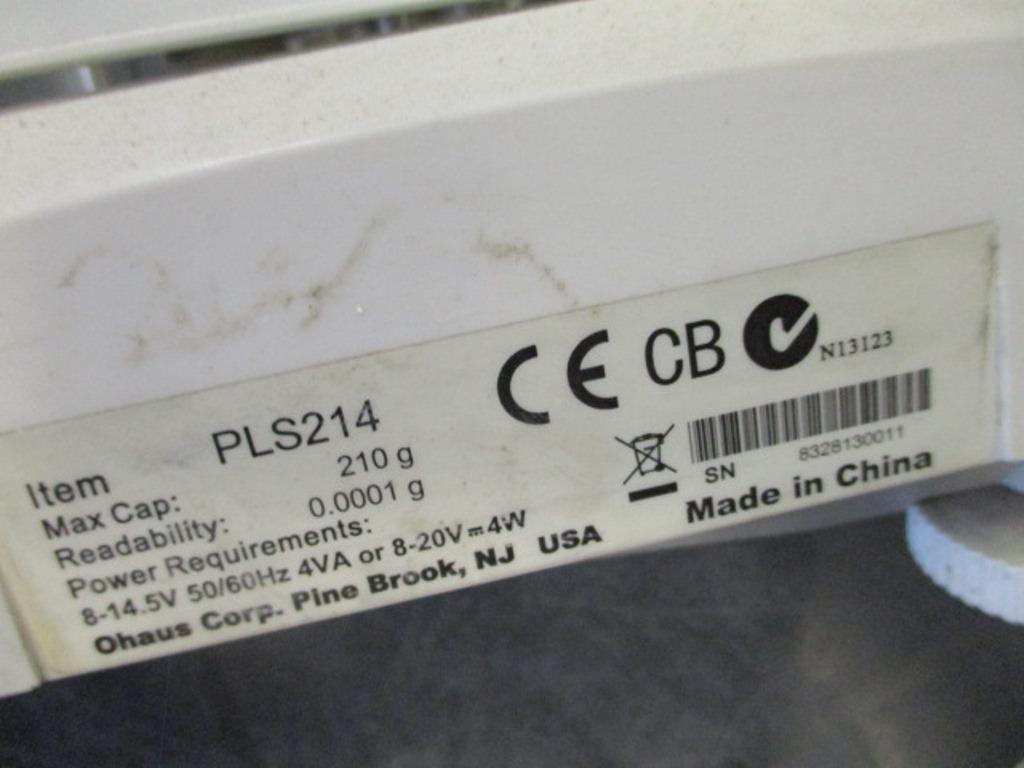 Item PLS214
Max Cap: 210 g
Readability: 0.0001 g
Power Requirements:
8-14.5V 50/60Hz 4VA or 8-20V⎓4W
Ohaus Corp. Pine Brook, NJ USA
CE CB N13123
SN 8328130011
Made in China